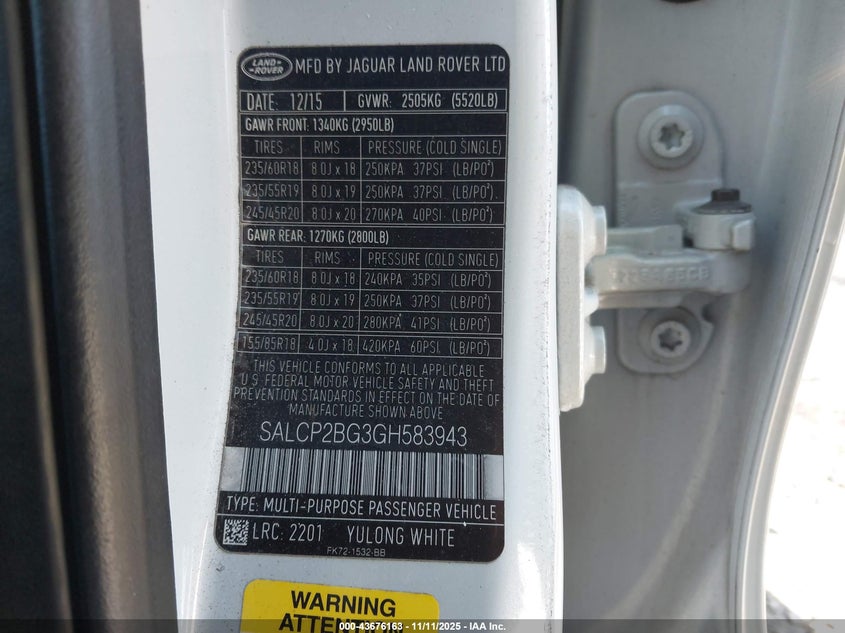 LAND ROVER MFD BY JAGUAR LAND ROVER LTD
DATE: 12/15 GVWR: 2505KG (5520LB)
GAWR FRONT: 1340KG (2950LB)
TIRES RIMS PRESSURE (COLD SINGLE)
235/60R18 8.0J x 18 250KPA 37PSI (LB/PO²)
235/55R19 8.0J x 19 250KPA 37PSI (LB/PO²)
245/45R20 8.0J x 20 270KPA 40PSI (LB/PO²)
GAWR REAR: 1270KG (2800LB)
TIRES RIMS PRESSURE (COLD SINGLE)
235/60R18 8.0J x 18 240KPA 35PSI (LB/PO²)
235/55R19 8.0J x 19 250KPA 37PSI (LB/PO²)
245/45R20 8.0J x 20 280KPA 41PSI (LB/PO²)
155/85R18 4.0J x 18 420KPA 60PSI (LB/PO²)
THIS VEHICLE CONFORMS TO ALL APPLICABLE
U.S. FEDERAL MOTOR VEHICLE SAFETY AND THEFT
PREVENTION STANDARDS IN EFFECT ON THE DATE OF
MANUFACTURE SHOWN ABOVE.
SALCP2BG3GH583943
TYPE: MULTI-PURPOSE PASSENGER VEHICLE
LRC: 2201 YULONG WHITE
FK72-1532-BB
WARNING
ATTENTION
000-43676163 - 11/11/2025 - IAA Inc.